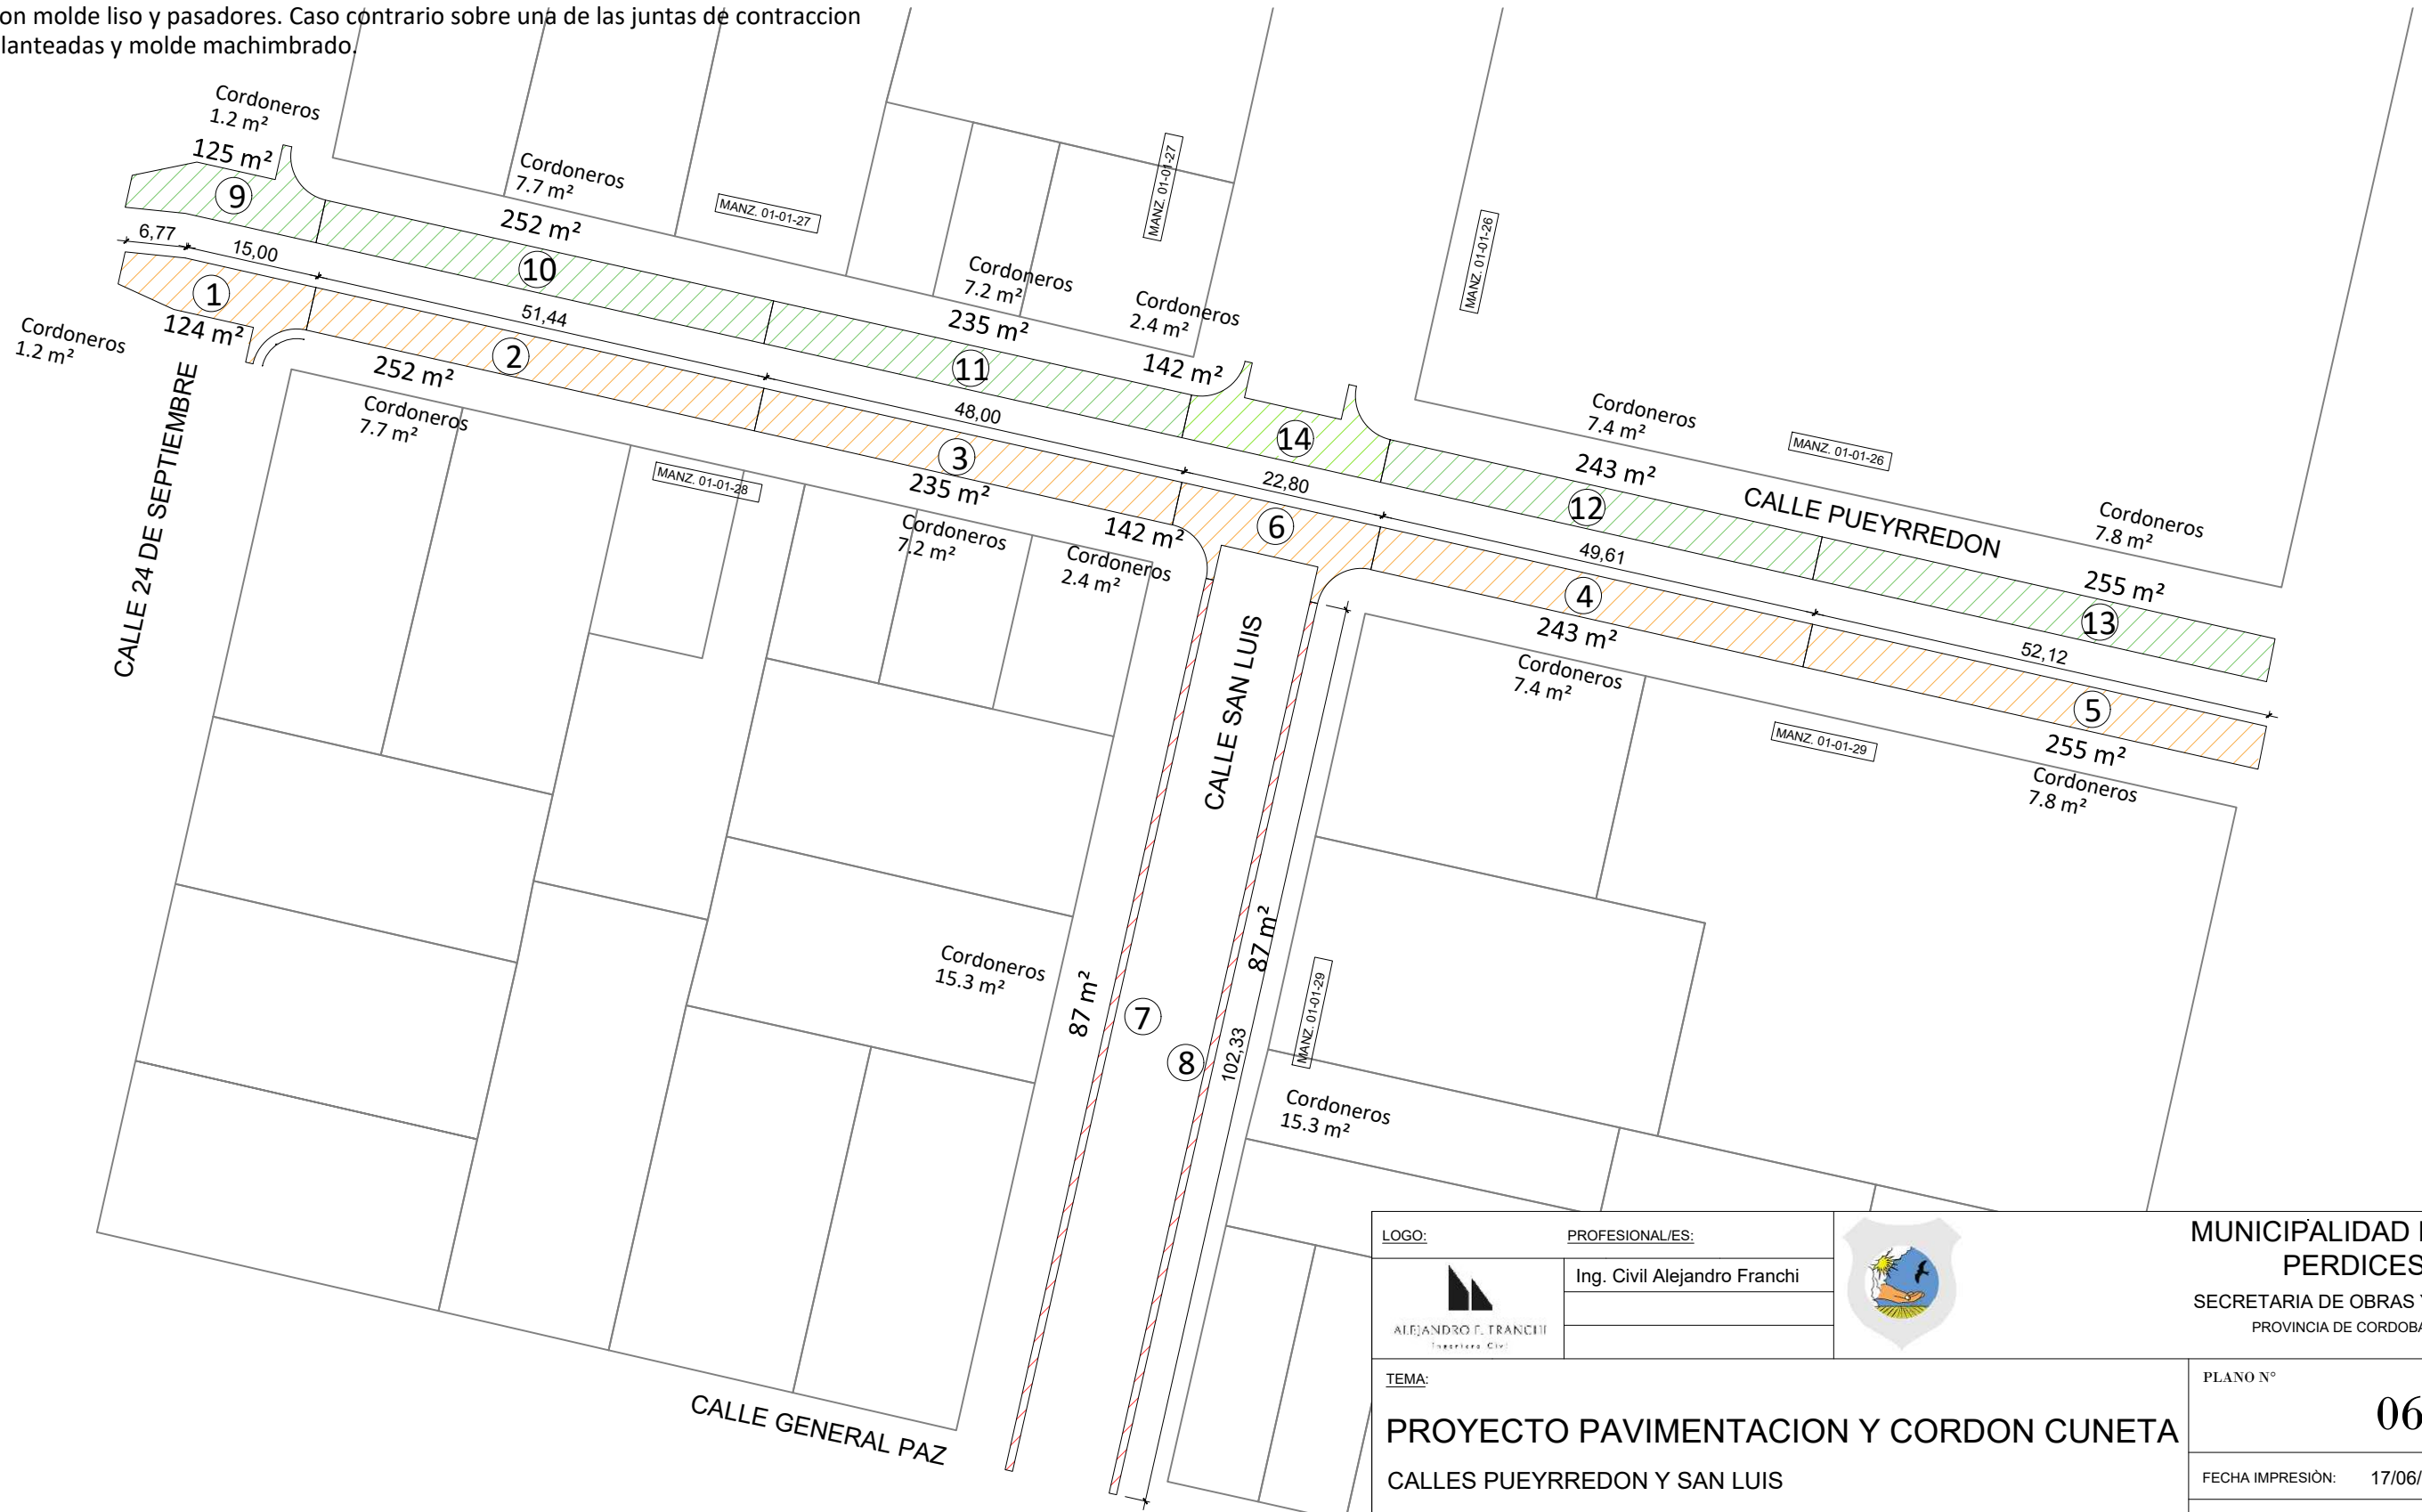 on molde liso y pasadores. Caso contrario sobre una de las juntas de contraccion
lanteadas y molde machimbrado.
Cordoneros
1.2 m²
125 m²
9
Cordoneros
7.7 m²
252 m²
10
MANZ. 01-01-27
MANZ. 01-01-27
Cordoneros
7.2 m²
235 m²
11
Cordoneros
2.4 m²
142 m²
14
MANZ. 01-01-26
Cordoneros
7.4 m²
243 m²
12
MANZ. 01-01-26
CALLE PUEYRREDON
Cordoneros
7.8 m²
255 m²
13
6,77
15,00
51,44
48,00
22,80
49,61
52,12
1
124 m²
Cordoneros
1.2 m²
CALLE 24 DE SEPTIEMBRE
2
252 m²
Cordoneros
7.7 m²
MANZ. 01-01-28
3
235 m²
Cordoneros
7.2 m²
142 m²
Cordoneros
2.4 m²
6
4
243 m²
Cordoneros
7.4 m²
MANZ. 01-01-29
5
255 m²
Cordoneros
7.8 m²
CALLE SAN LUIS
Cordoneros
15.3 m²
87 m²
7
8
87 m²
102,33
MANZ. 01-01-29
Cordoneros
15.3 m²
CALLE GENERAL PAZ
LOGO:
PROFESIONAL/ES:
Ing. Civil Alejandro Franchi
ALEJANDRO F. FRANCHI
MUNICIPALIDAD
PERDICES
SECRETARIA DE OBRAS Y
PROVINCIA DE CORDOBA
TEMA:
PROYECTO PAVIMENTACION Y CORDON CUNETA
CALLES PUEYRREDON Y SAN LUIS
PLANO N°
06
FECHA IMPRESIÒN: 17/06/